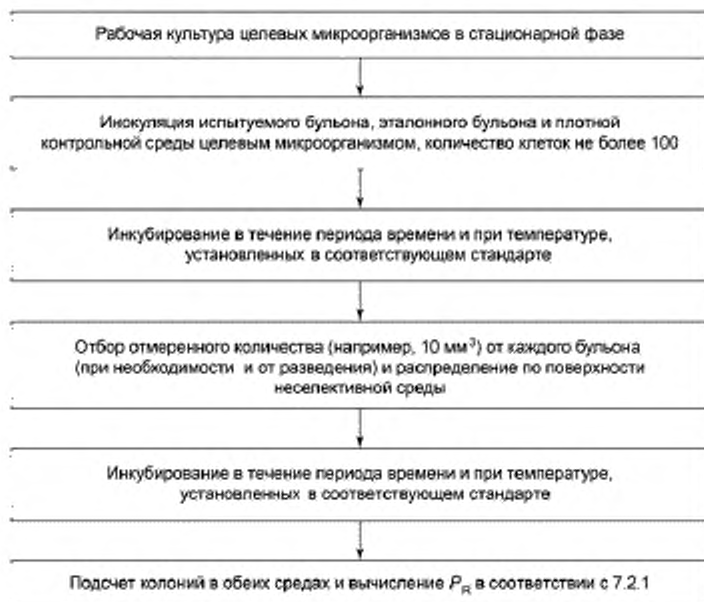 Рабочая культура целевых микроорганизмов в стационарной фазе
Инокуляция испытуемого бульона, эталонного бульона и плотной
контрольной среды целевым микроорганизмом, количество клеток не более 100
Инкубирование в течение периода времени и при температуре,
установленных в соответствующем стандарте
Отбор отмеренного количества (например, 10 мм³) от каждого бульона
(при необходимости и от разведения) и распределение по поверхности
неселективной среды
Инкубирование в течение периода времени и при температуре,
установленных в соответствующем стандарте
Подсчет колоний в обеих средах и вычисление P_R в соответствии с 7.2.1